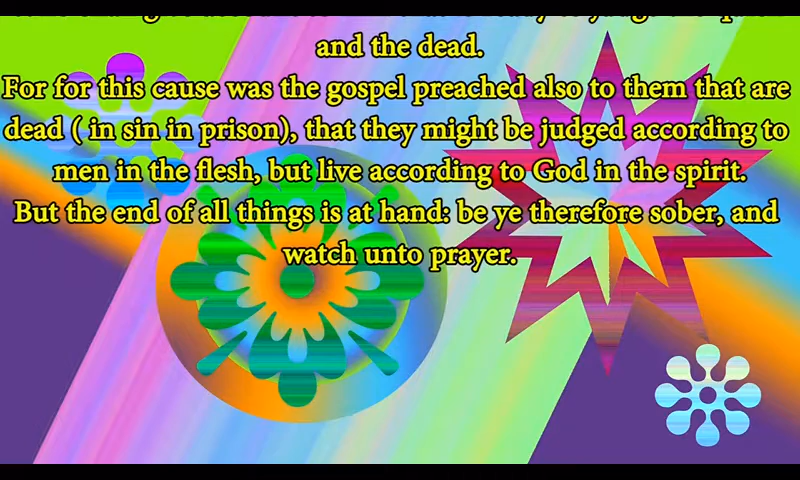 and the dead.
For for this cause was the gospel preached also to them that are
dead ( in sin in prison), that they might be judged according to
men in the flesh, but live according to God in the spirit.
But the end of all things is at hand: be ye therefore sober, and
watch unto prayer.